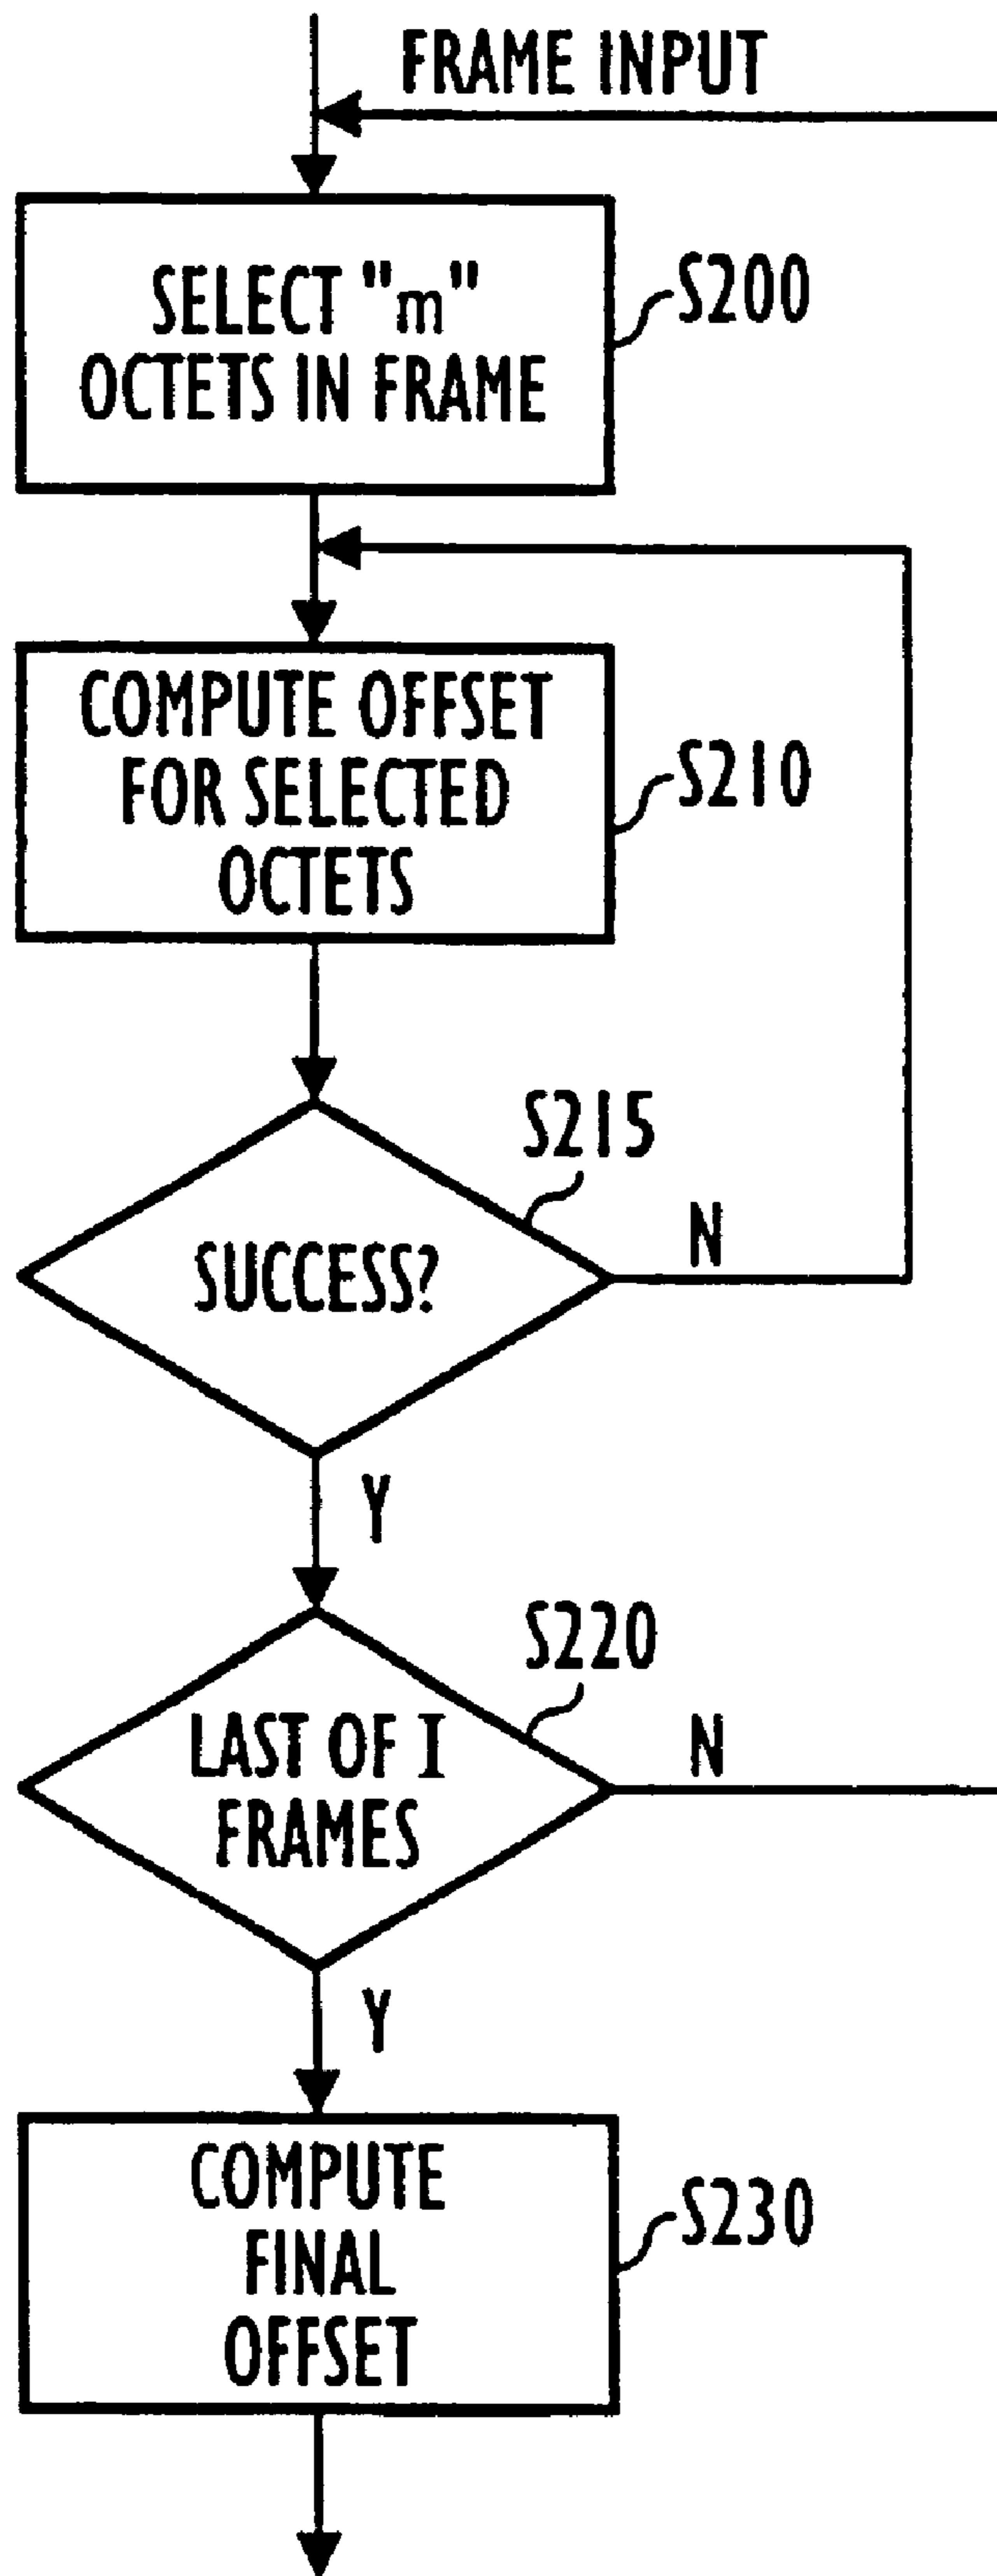 FRAME INPUT
SELECT "m"
OCTETS IN FRAME
S200
COMPUTE OFFSET
FOR SELECTED
OCTETS
S210
S215
SUCCESS?
N
Y
S220
LAST OF I
FRAMES
N
Y
COMPUTE
FINAL
OFFSET
S230